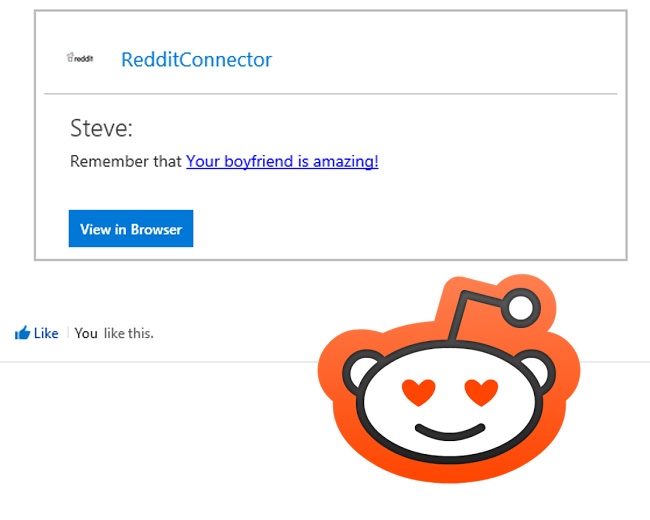 reddit
RedditConnector
Steve:
Remember that Your boyfriend is amazing!
View in Browser
Like You like this.